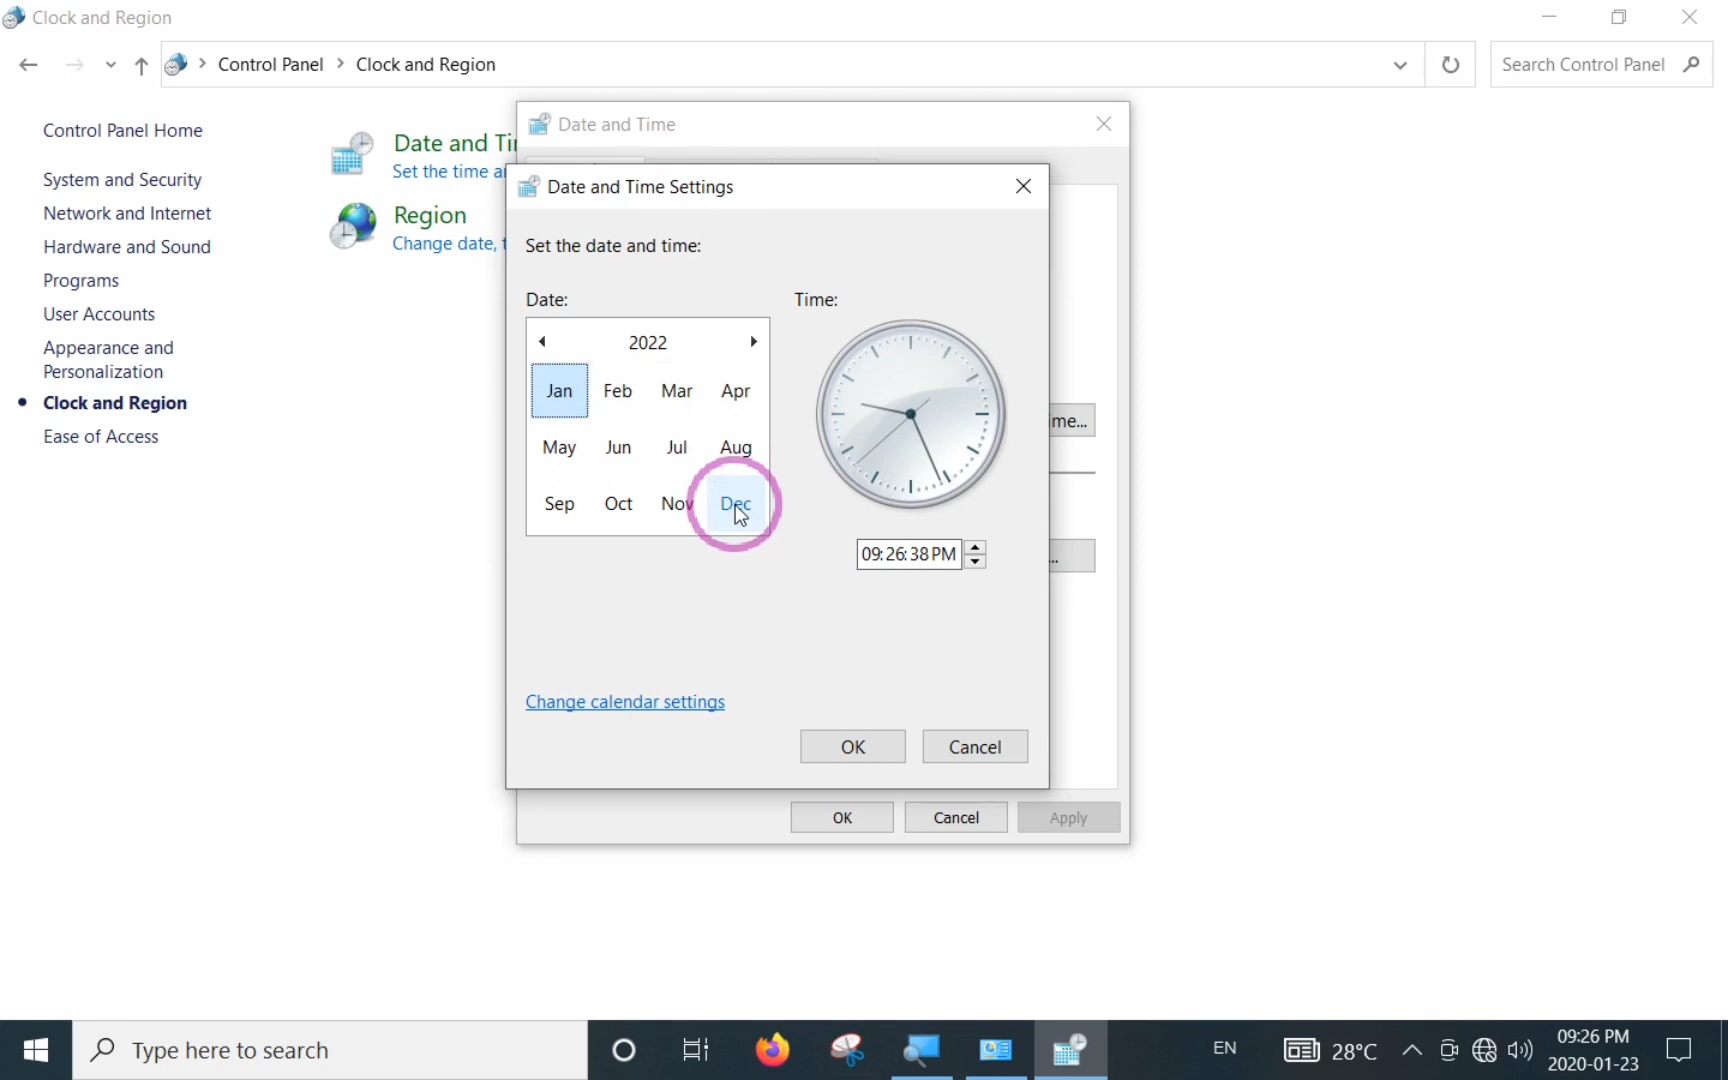 Clock and Region
Control Panel > Clock and Region
Search Control Panel
Control Panel Home
System and Security
Network and Internet
Hardware and Sound
Programs
User Accounts
Appearance and
Personalization
Clock and Region
Ease of Access
Date and
Set the time
Region
Change date,
Date and Time
Date and Time Settings
Set the date and time:
Date:
Time:
2022
Jan Feb Mar Apr
May Jun Jul Aug
Sep Oct Nov Dec
09:26:38 PM
Change calendar settings
OK Cancel
ime...
...
OK Cancel Apply
Type here to search
EN
28°C
09:26 PM
2020-01-23